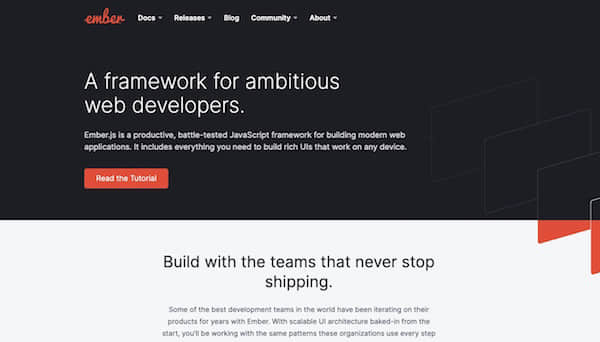 ember Docs Releases Blog Community About
A framework for ambitious
web developers.
Ember.js is a productive, battle-tested JavaScript framework for building modern web
applications. It includes everything you need to build rich UIs that work on any device.
Read the Tutorial
Build with the teams that never stop
shipping.
Some of the best development teams in the world have been iterating on their
products for years with Ember. With scalable UI architecture baked-in from the
start, you'll be working with the same patterns these organizations use every step